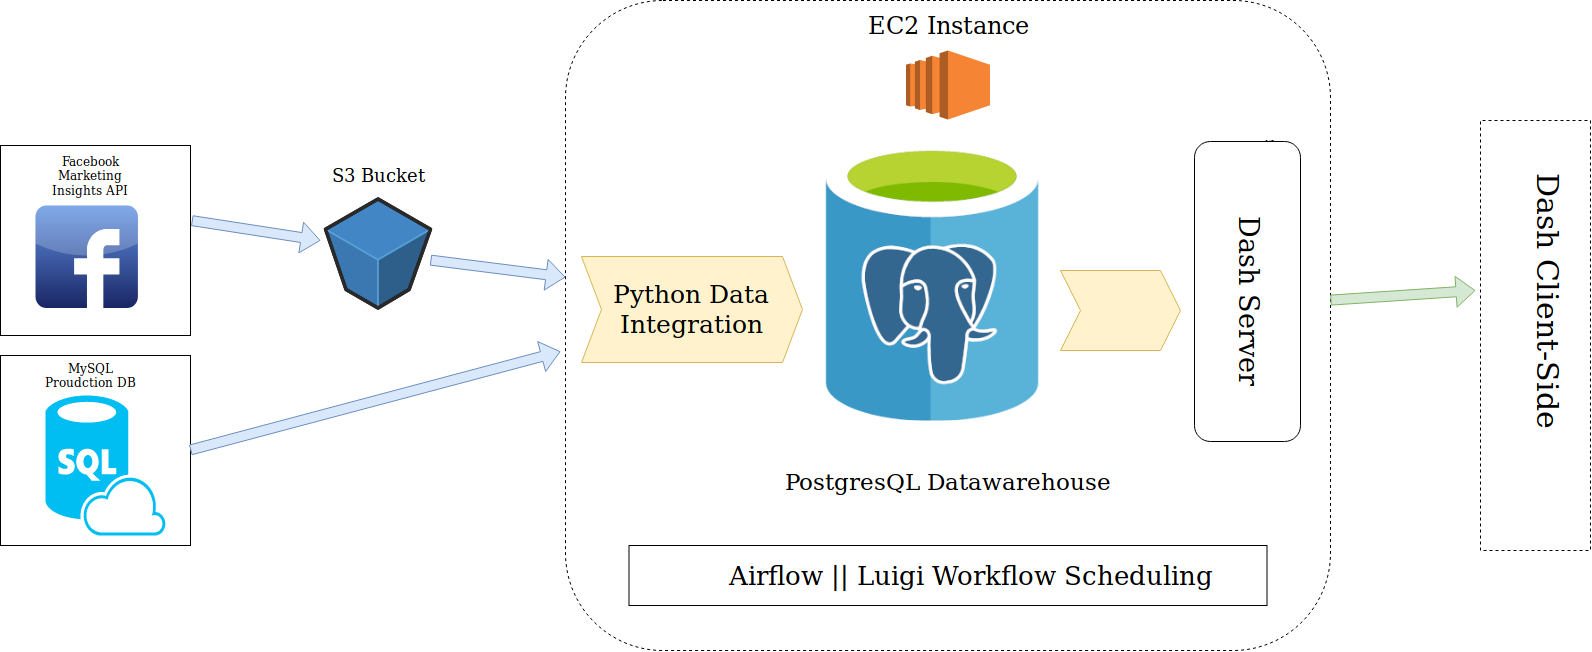 EC2 Instance
Facebook
Marketing
Insights API
S3 Bucket
Python Data
Integration
Dash Server
Dash Client-Side
MySQL
Proudction DB
SQL
PostgresQL Datawarehouse
Airflow || Luigi Workflow Scheduling